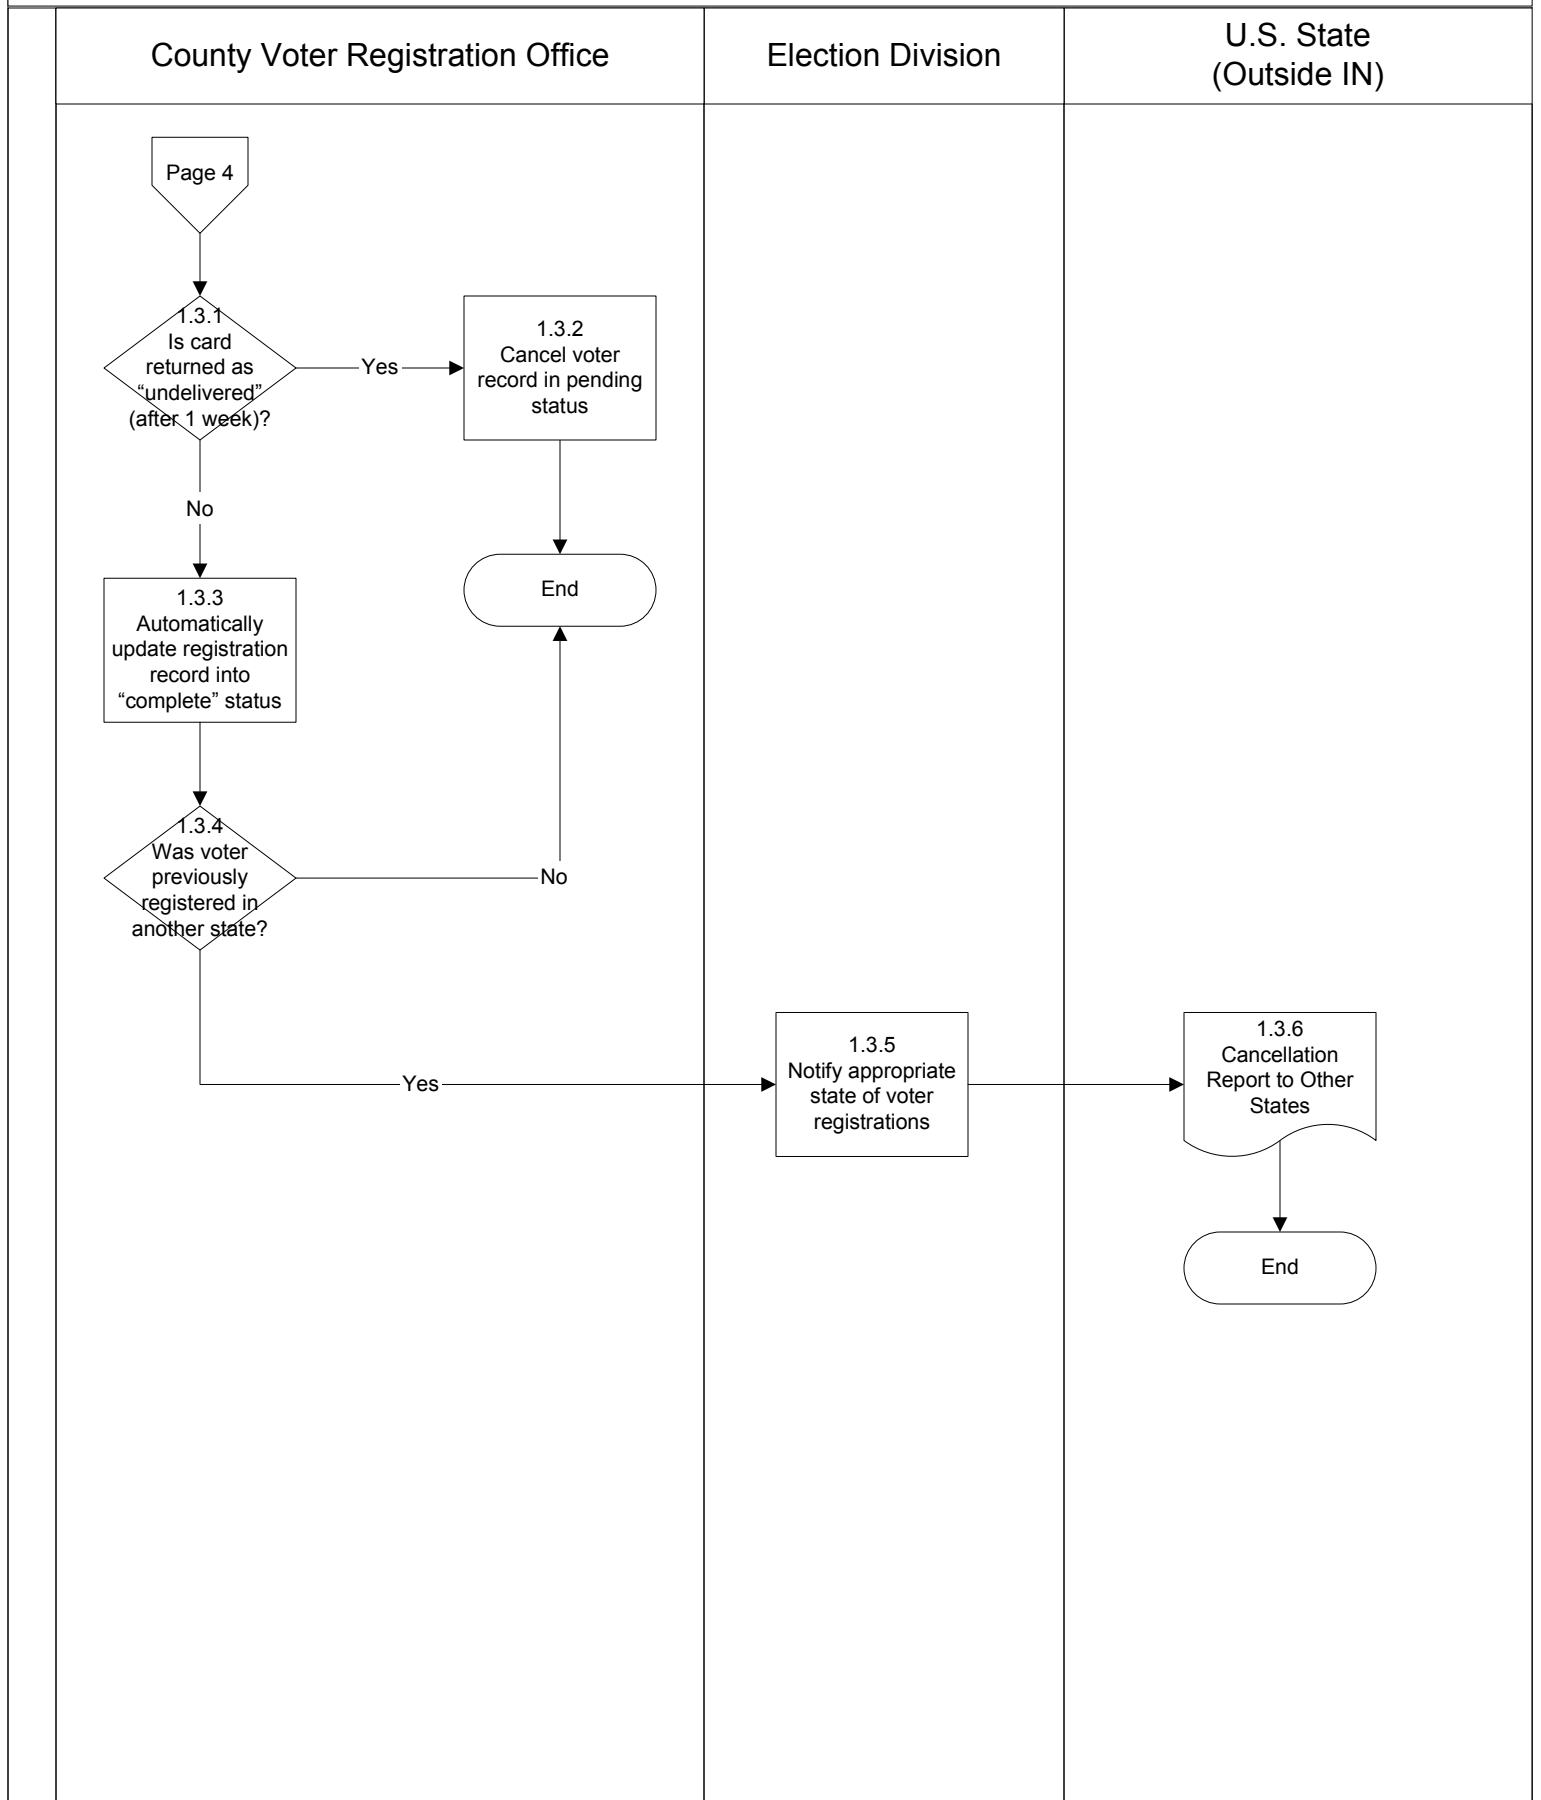 County Voter Registration Office
Election Division
U.S. State
(Outside IN)
Page 4
1.3.1
Is card
returned as
“undelivered”
(after 1 week)?
Yes
1.3.2
Cancel voter
record in pending
status
No
End
1.3.3
Automatically
update registration
record into
“complete” status
1.3.4
Was voter
previously
registered in
another state?
No
Yes
1.3.5
Notify appropriate
state of voter
registrations
1.3.6
Cancellation
Report to Other
States
End